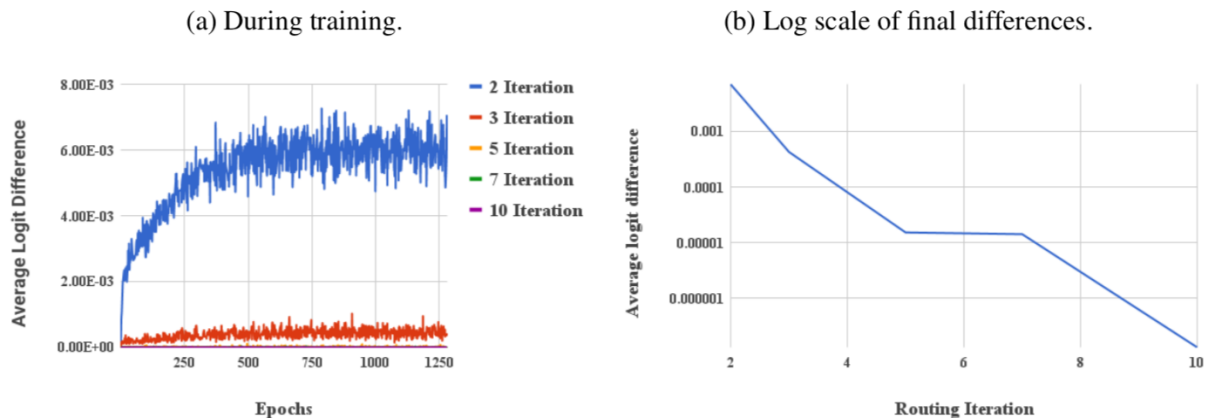 (a) During training.
8.00E-03
6.00E-03
4.00E-03
2.00E-03
0.00E+00
Average Logit Difference
250
500
750
1000
1250
Epochs
2 Iteration
3 Iteration
5 Iteration
7 Iteration
10 Iteration
(b) Log scale of final differences.
0.001
0.0001
0.00001
0.000001
Average logit difference
2
4
6
8
10
Routing Iteration